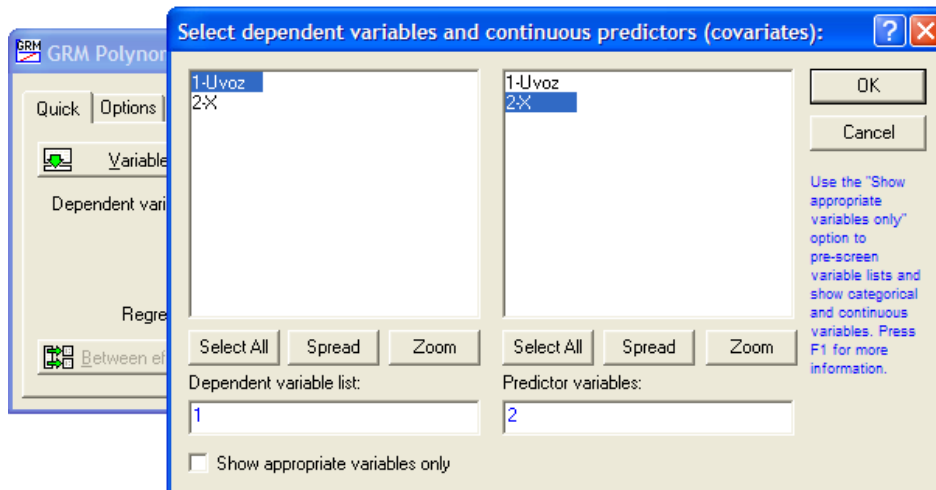 GRM
GRM Polynor
Quick
Options
Variable
Dependent vari
Regre
Between ef
Select dependent variables and continuous predictors (covariates):
1-Uvoz
2-X
1-Uvoz
2-X
OK
Cancel
Use the "Show
appropriate
variables only"
option to
pre-screen
variable lists and
show categorical
and continuous
variables. Press
F1 for more
information.
Select All
Spread
Zoom
Select All
Spread
Zoom
Dependent variable list:
Predictor variables:
1
2
Show appropriate variables only